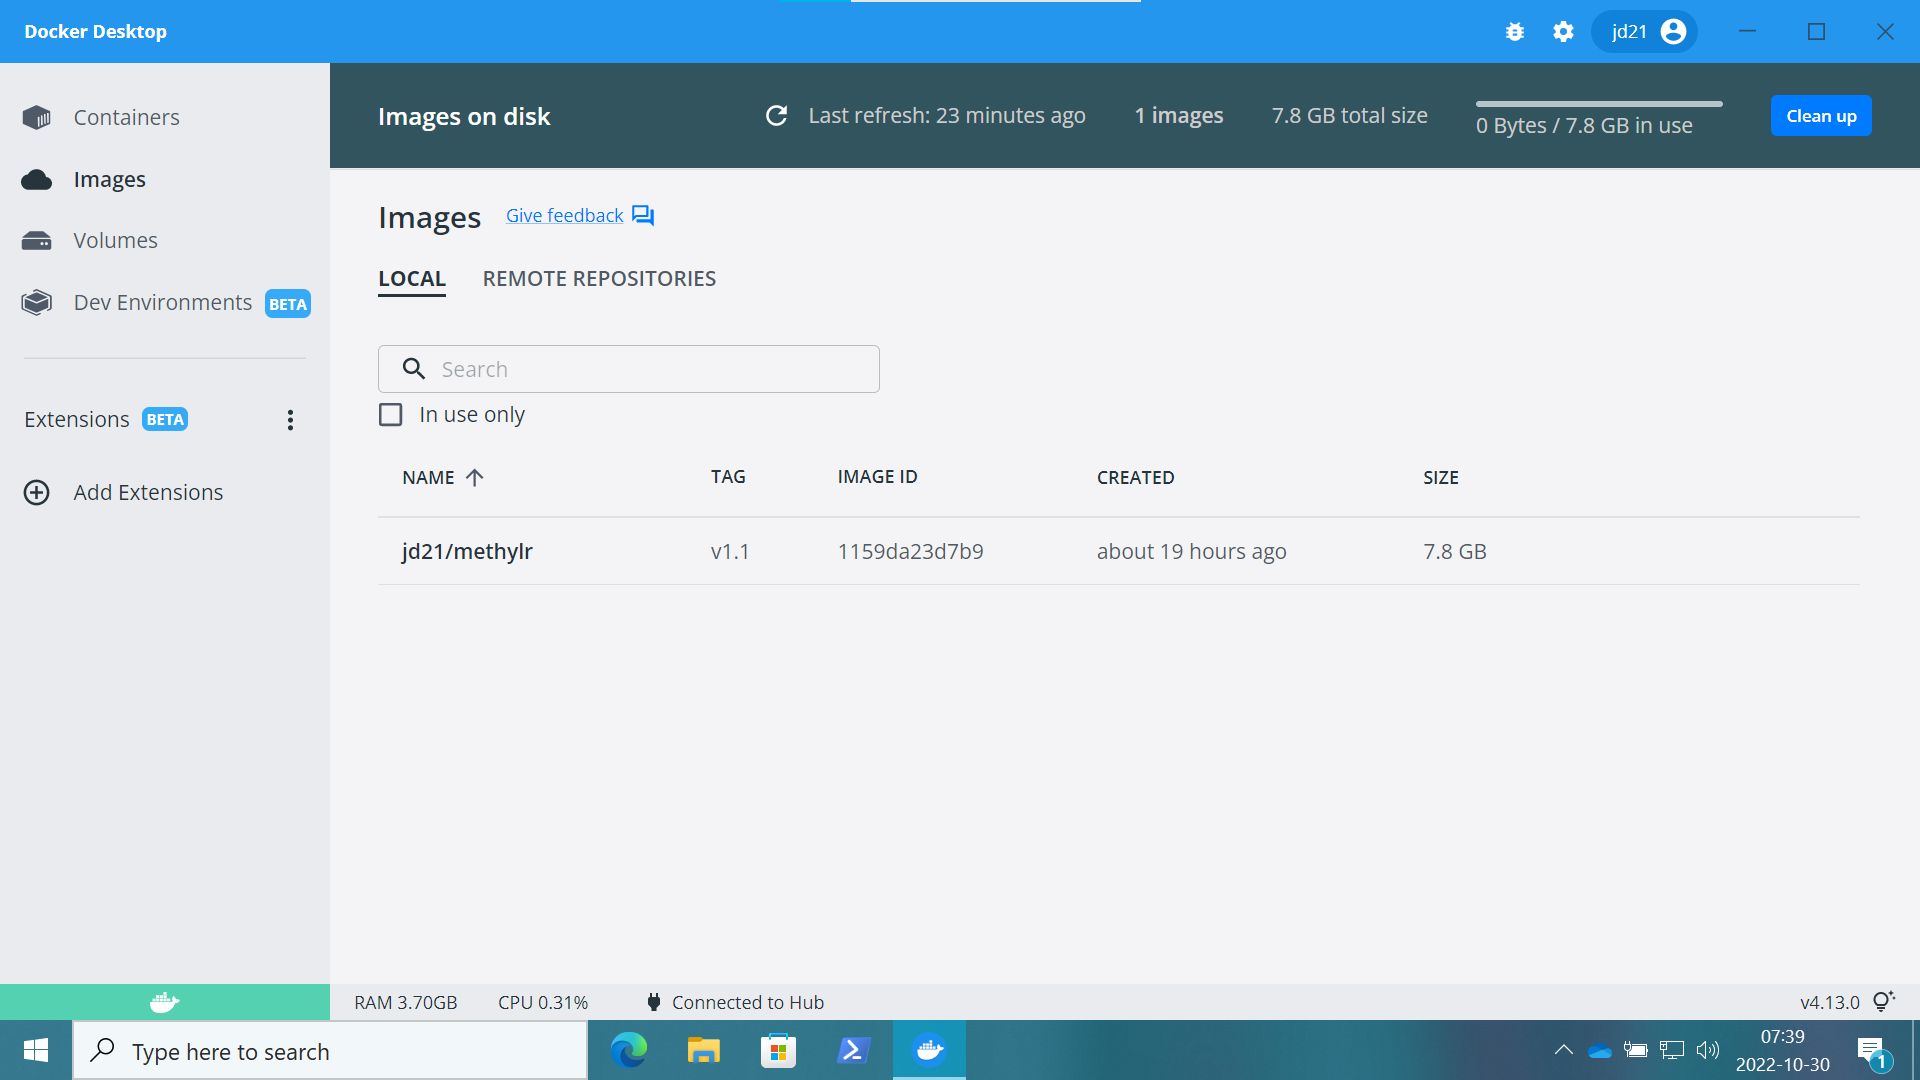 Docker Desktop
jd21
Containers
Images
Volumes
Dev Environments BETA
Extensions BETA
Add Extensions
Images on disk
Last refresh: 23 minutes ago
1 images
7.8 GB total size
0 Bytes / 7.8 GB in use
Clean up
Images
Give feedback
LOCAL REMOTE REPOSITORIES
Search
In use only
NAME TAG IMAGE ID CREATED SIZE
jd21/methylr v1.1 1159da23d7b9 about 19 hours ago 7.8 GB
RAM 3.70GB CPU 0.31% Connected to Hub v4.13.0
Type here to search
07:39
2022-10-30
1